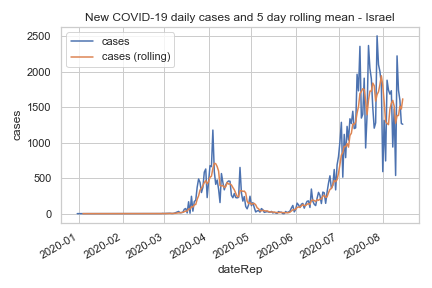 New COVID-19 daily cases and 5 day rolling mean - Israel
cases
cases (rolling)
2500
2000
1500
1000
500
0
cases
2020-01
2020-02
2020-03
2020-04
2020-05
2020-06
2020-07
2020-08
dateRep